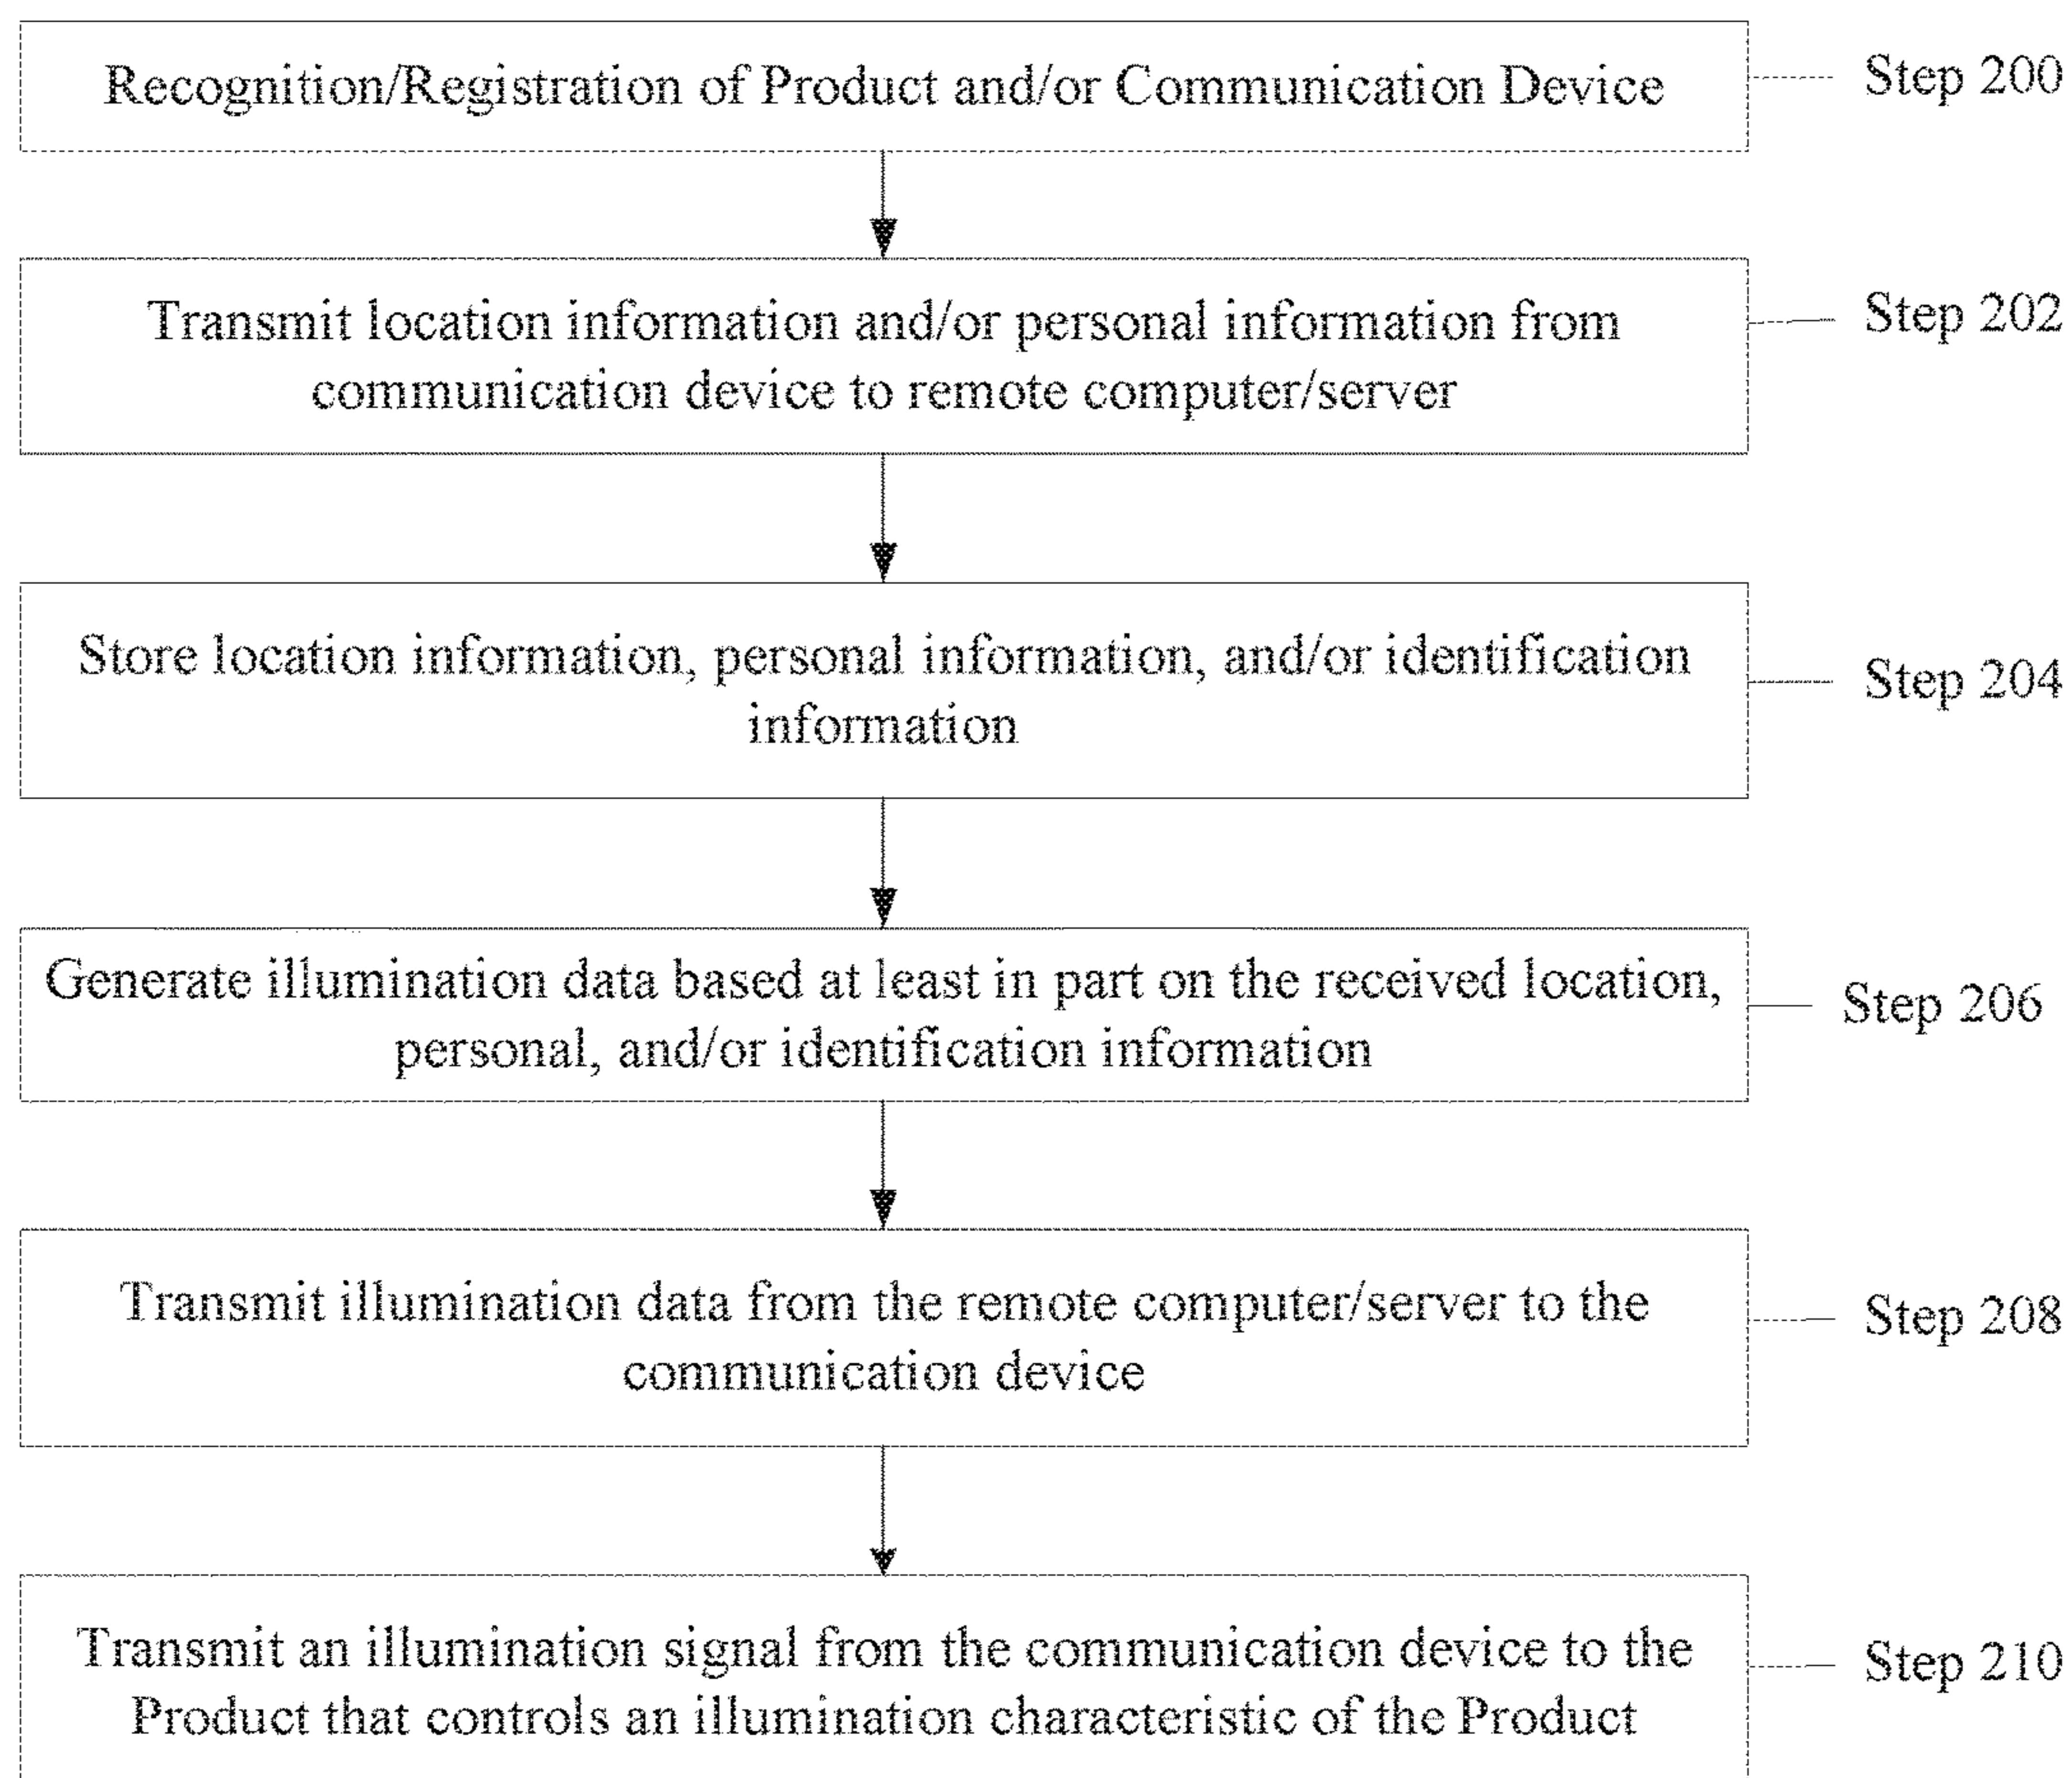 Recognition/Registration of Product and/or Communication Device
Step 200
Transmit location information and/or personal information from
communication device to remote computer/server
Step 202
Store location information, personal information, and/or identification
information
Step 204
Generate illumination data based at least in part on the received location,
personal, and/or identification information
Step 206
Transmit illumination data from the remote computer/server to the
communication device
Step 208
Transmit an illumination signal from the communication device to the
Product that controls an illumination characteristic of the Product
Step 210